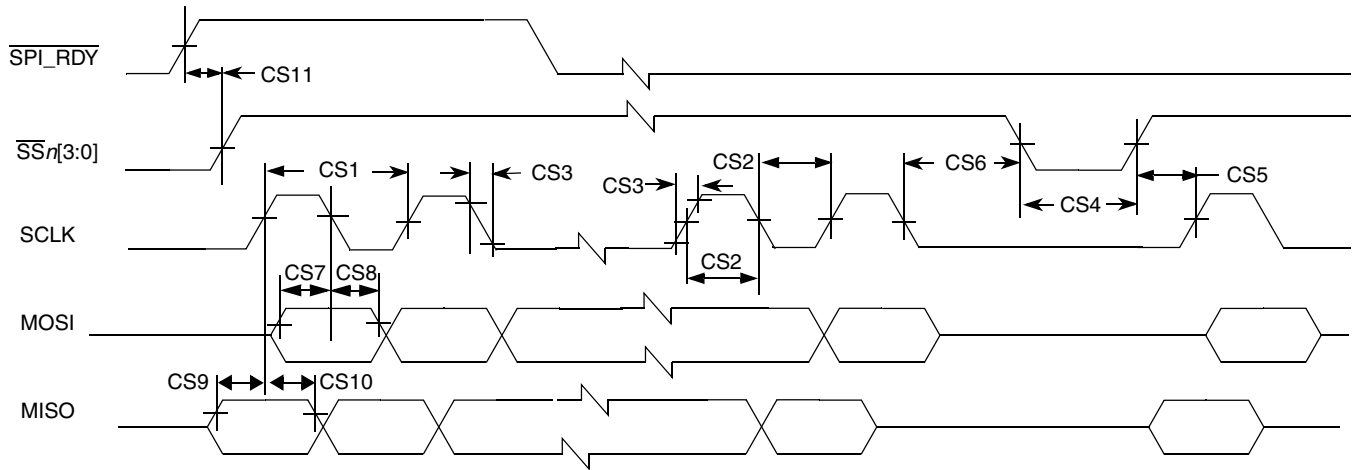 SPI_RDY
CS11
SSn[3:0]
CS1
CS3
CS3
CS2
CS6
CS5
CS4
SCLK
CS2
CS7
CS8
MOSI
CS9
CS10
MISO